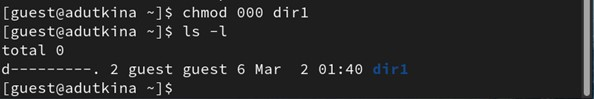 [guest@adutkina ~]$ chmod 000 dir1
[guest@adutkina ~]$ ls -l
total 0
d---------. 2 guest guest 6 Mar  2 01:40 dir1
[guest@adutkina ~]$